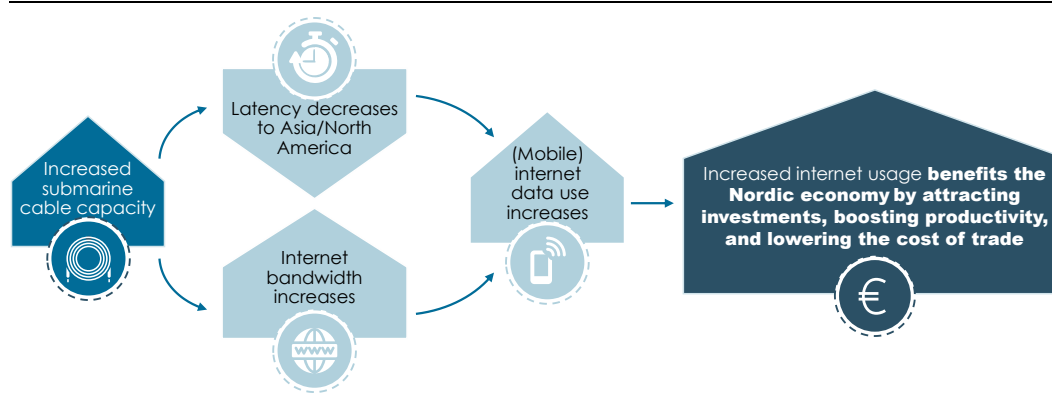 Increased
submarine
cable capacity
Latency decreases
to Asia/North
America
Internet
bandwidth
increases
www
(Mobile)
internet
data use
increases
Increased internet usage benefits the
Nordic economy by attracting
investments, boosting productivity,
and lowering the cost of trade
€